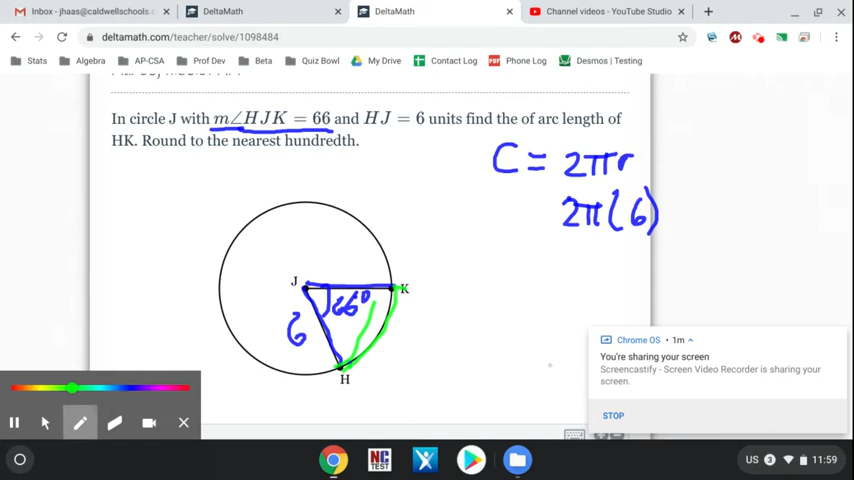 Inbox - jhaas@caldwellschools.c
DeltaMath
DeltaMath
Channel videos - YouTube Studio
deltamath.com/teacher/solve/1098484
Stats
Algebra
AP-CSA
Prof Dev
Beta
Quiz Bowl
My Drive
Contact Log
Phone Log
Desmos | Testing
In circle J with m∠HJK = 66 and HJ = 6 units find the of arc length of
HK. Round to the nearest hundredth.
C = 2πr
2π(6)
J
K
66°
6
H
Chrome OS • 1m
You're sharing your screen
Screencastify - Screen Video Recorder is sharing your
screen.
STOP
NC
TEST
US
3
11:59